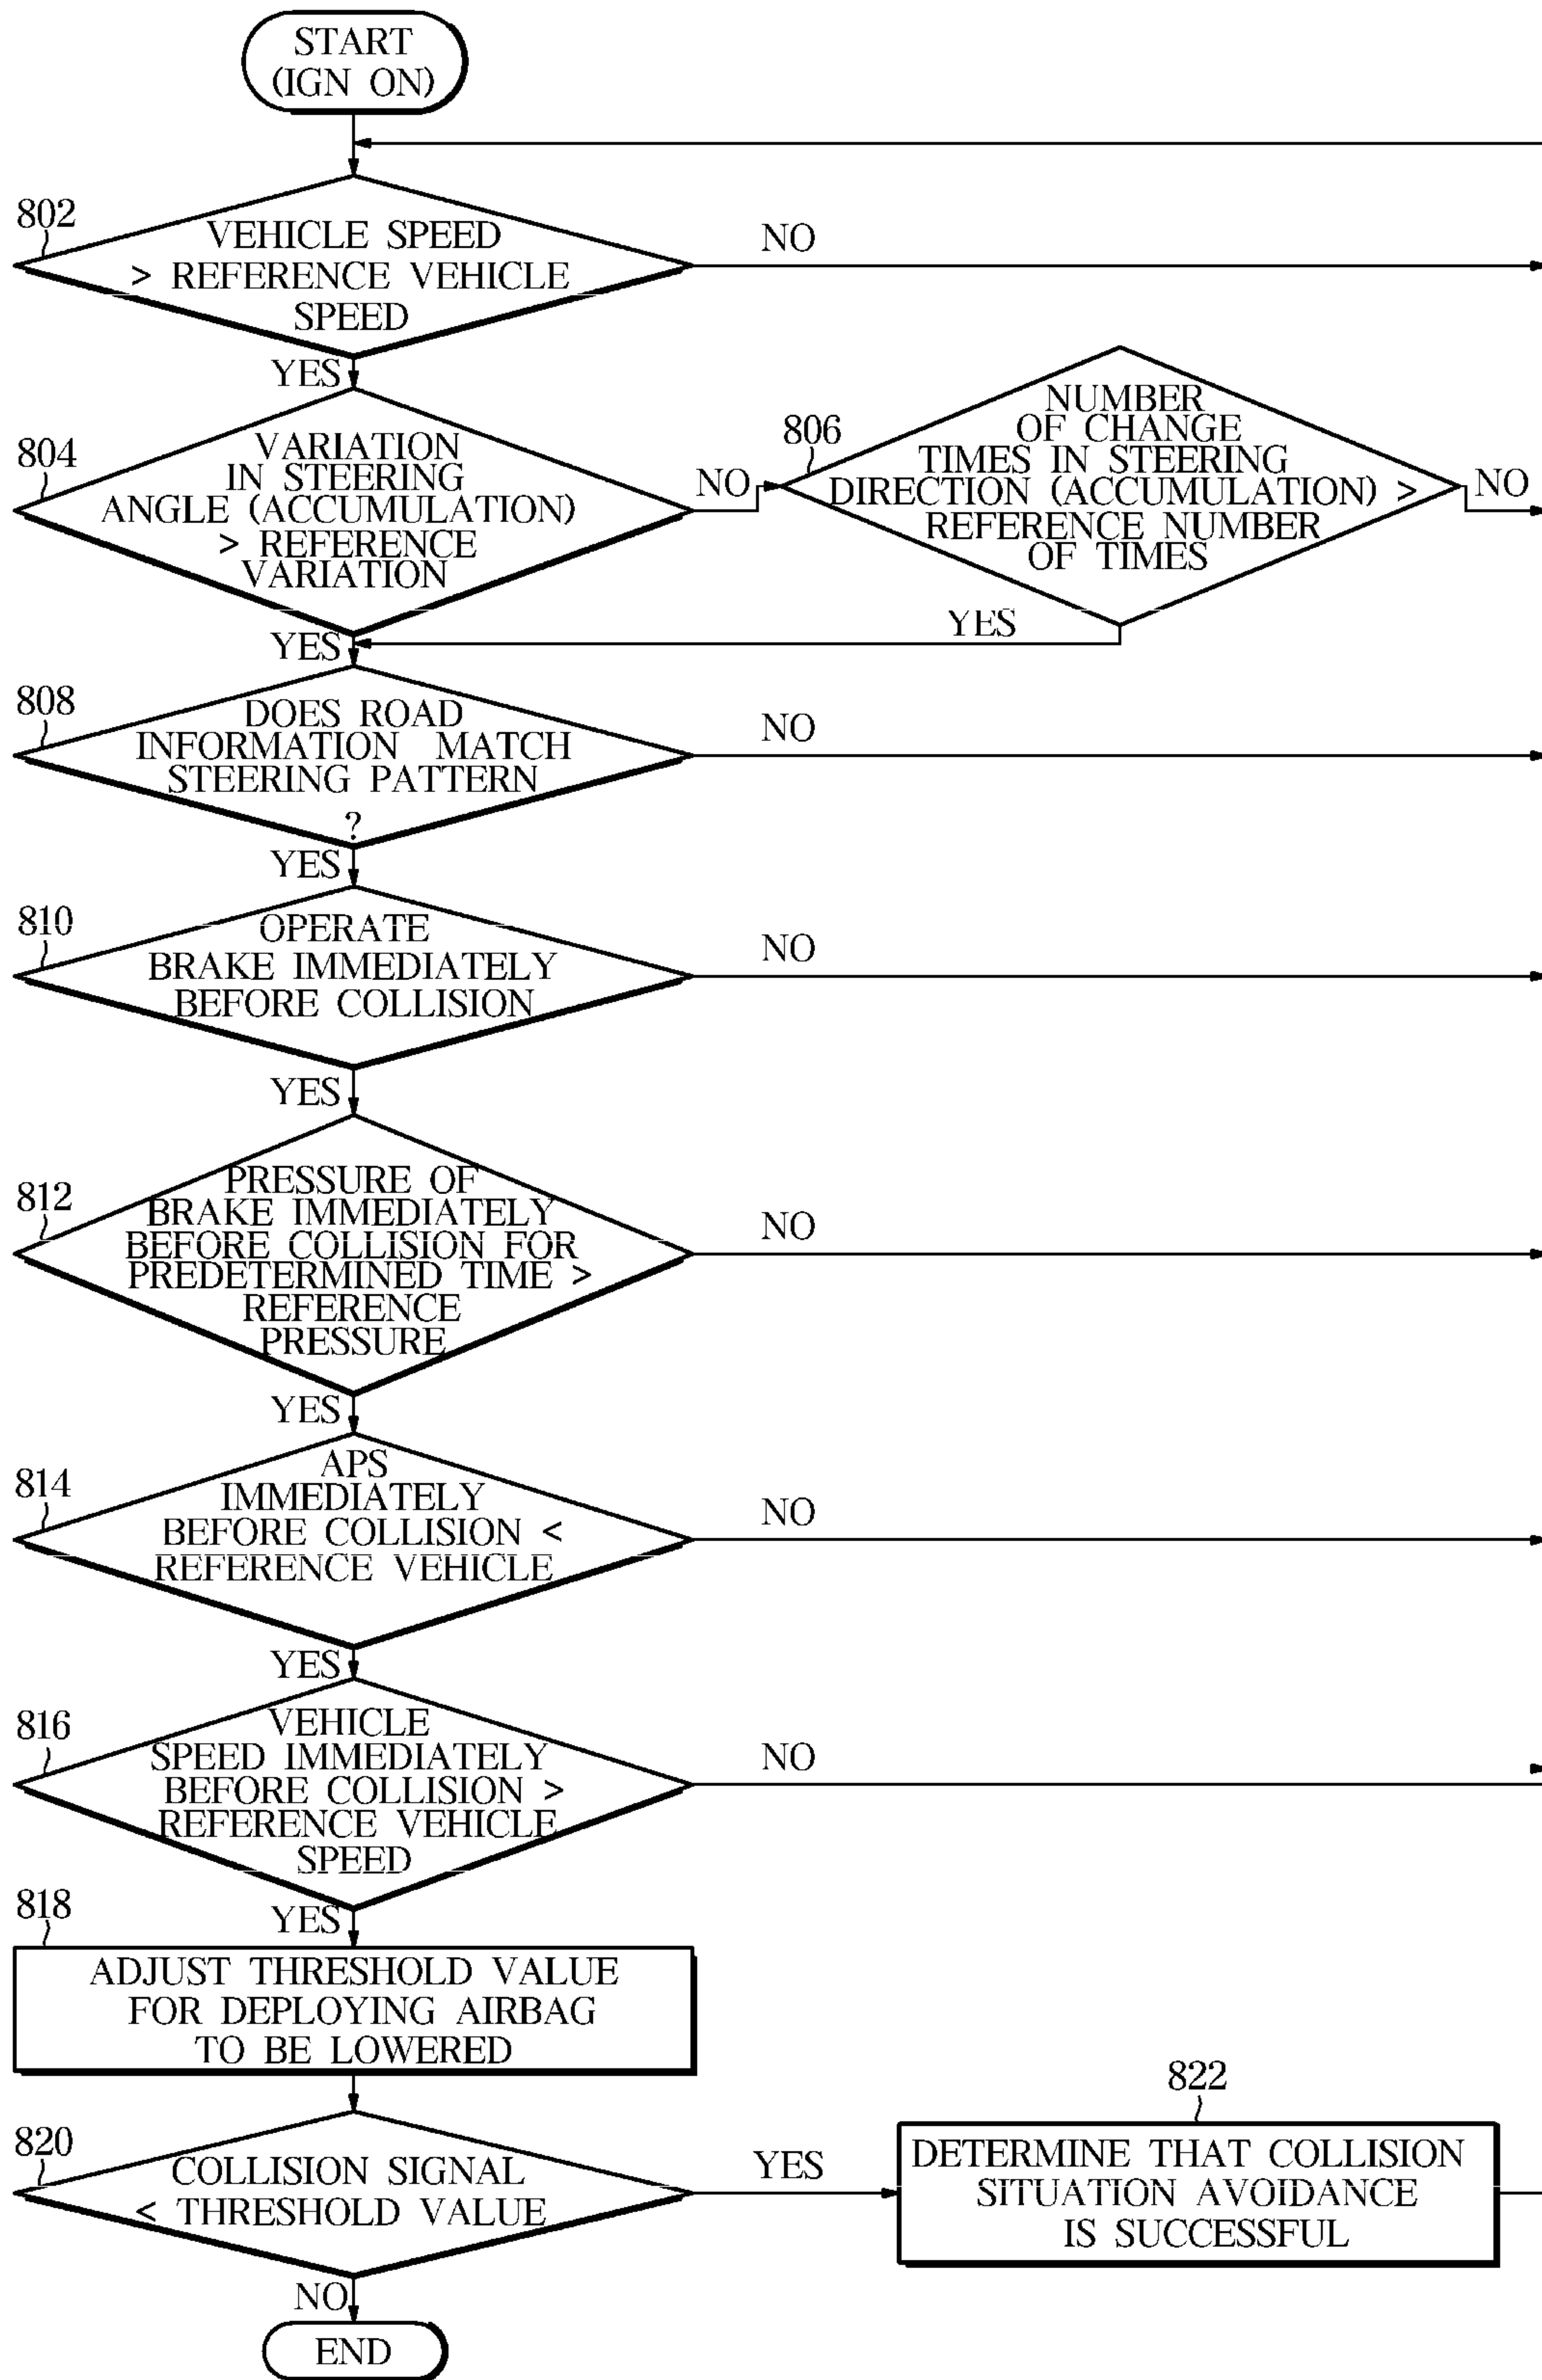 START
(IGN ON)
802
VEHICLE SPEED
> REFERENCE VEHICLE
SPEED
NO
YES
804
VARIATION
IN STEERING
ANGLE (ACCUMULATION)
> REFERENCE
VARIATION
NO
806
NUMBER
OF CHANGE
TIMES IN STEERING
DIRECTION (ACCUMULATION) >
REFERENCE NUMBER
OF TIMES
NO
YES
YES
808
DOES ROAD
INFORMATION MATCH
STEERING PATTERN
?
NO
YES
810
OPERATE
BRAKE IMMEDIATELY
BEFORE COLLISION
NO
YES
812
PRESSURE OF
BRAKE IMMEDIATELY
BEFORE COLLISION FOR
PREDETERMINED TIME >
REFERENCE
PRESSURE
NO
YES
814
APS
IMMEDIATELY
BEFORE COLLISION <
REFERENCE VEHICLE
NO
YES
816
VEHICLE
SPEED IMMEDIATELY
BEFORE COLLISION >
REFERENCE VEHICLE
SPEED
NO
YES
818
ADJUST THRESHOLD VALUE
FOR DEPLOYING AIRBAG
TO BE LOWERED
820
COLLISION SIGNAL
< THRESHOLD VALUE
YES
822
DETERMINE THAT COLLISION
SITUATION AVOIDANCE
IS SUCCESSFUL
NO
END